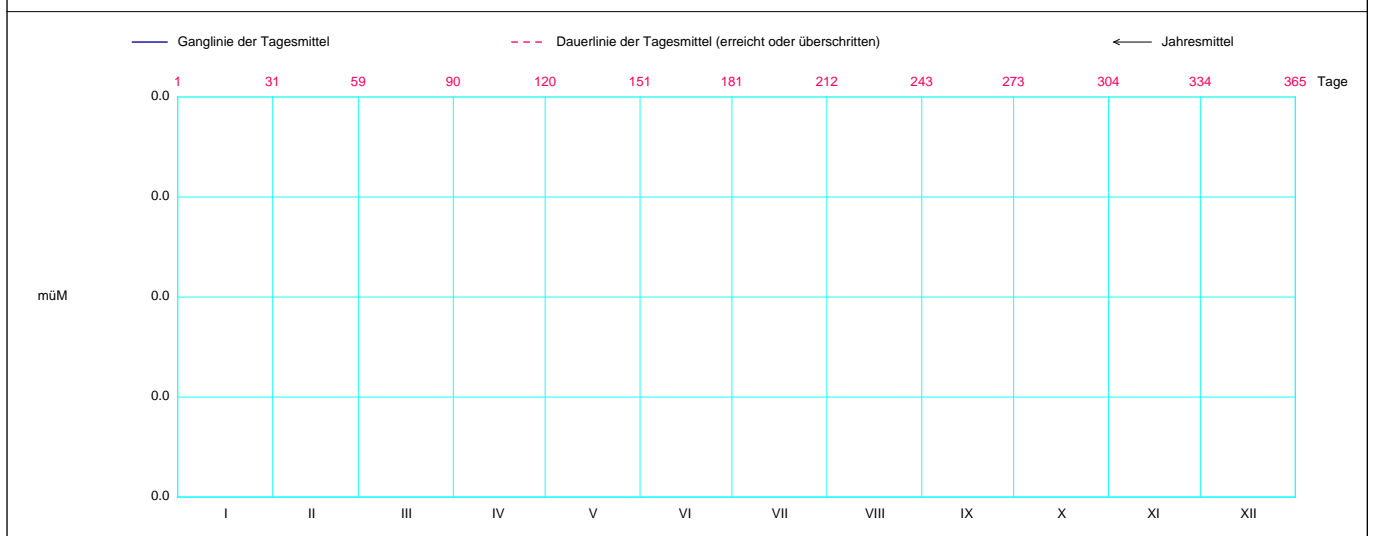 Ganglinie der Tagesmittel Dauerlinie der Tagesmittel (erreicht oder überschritten) Jahresmittel
1 31 59 90 120 151 181 212 243 273 304 334 365 Tage
0.0
0.0
müM 0.0
0.0
0.0
I II III IV V VI VII VIII IX X XI XII